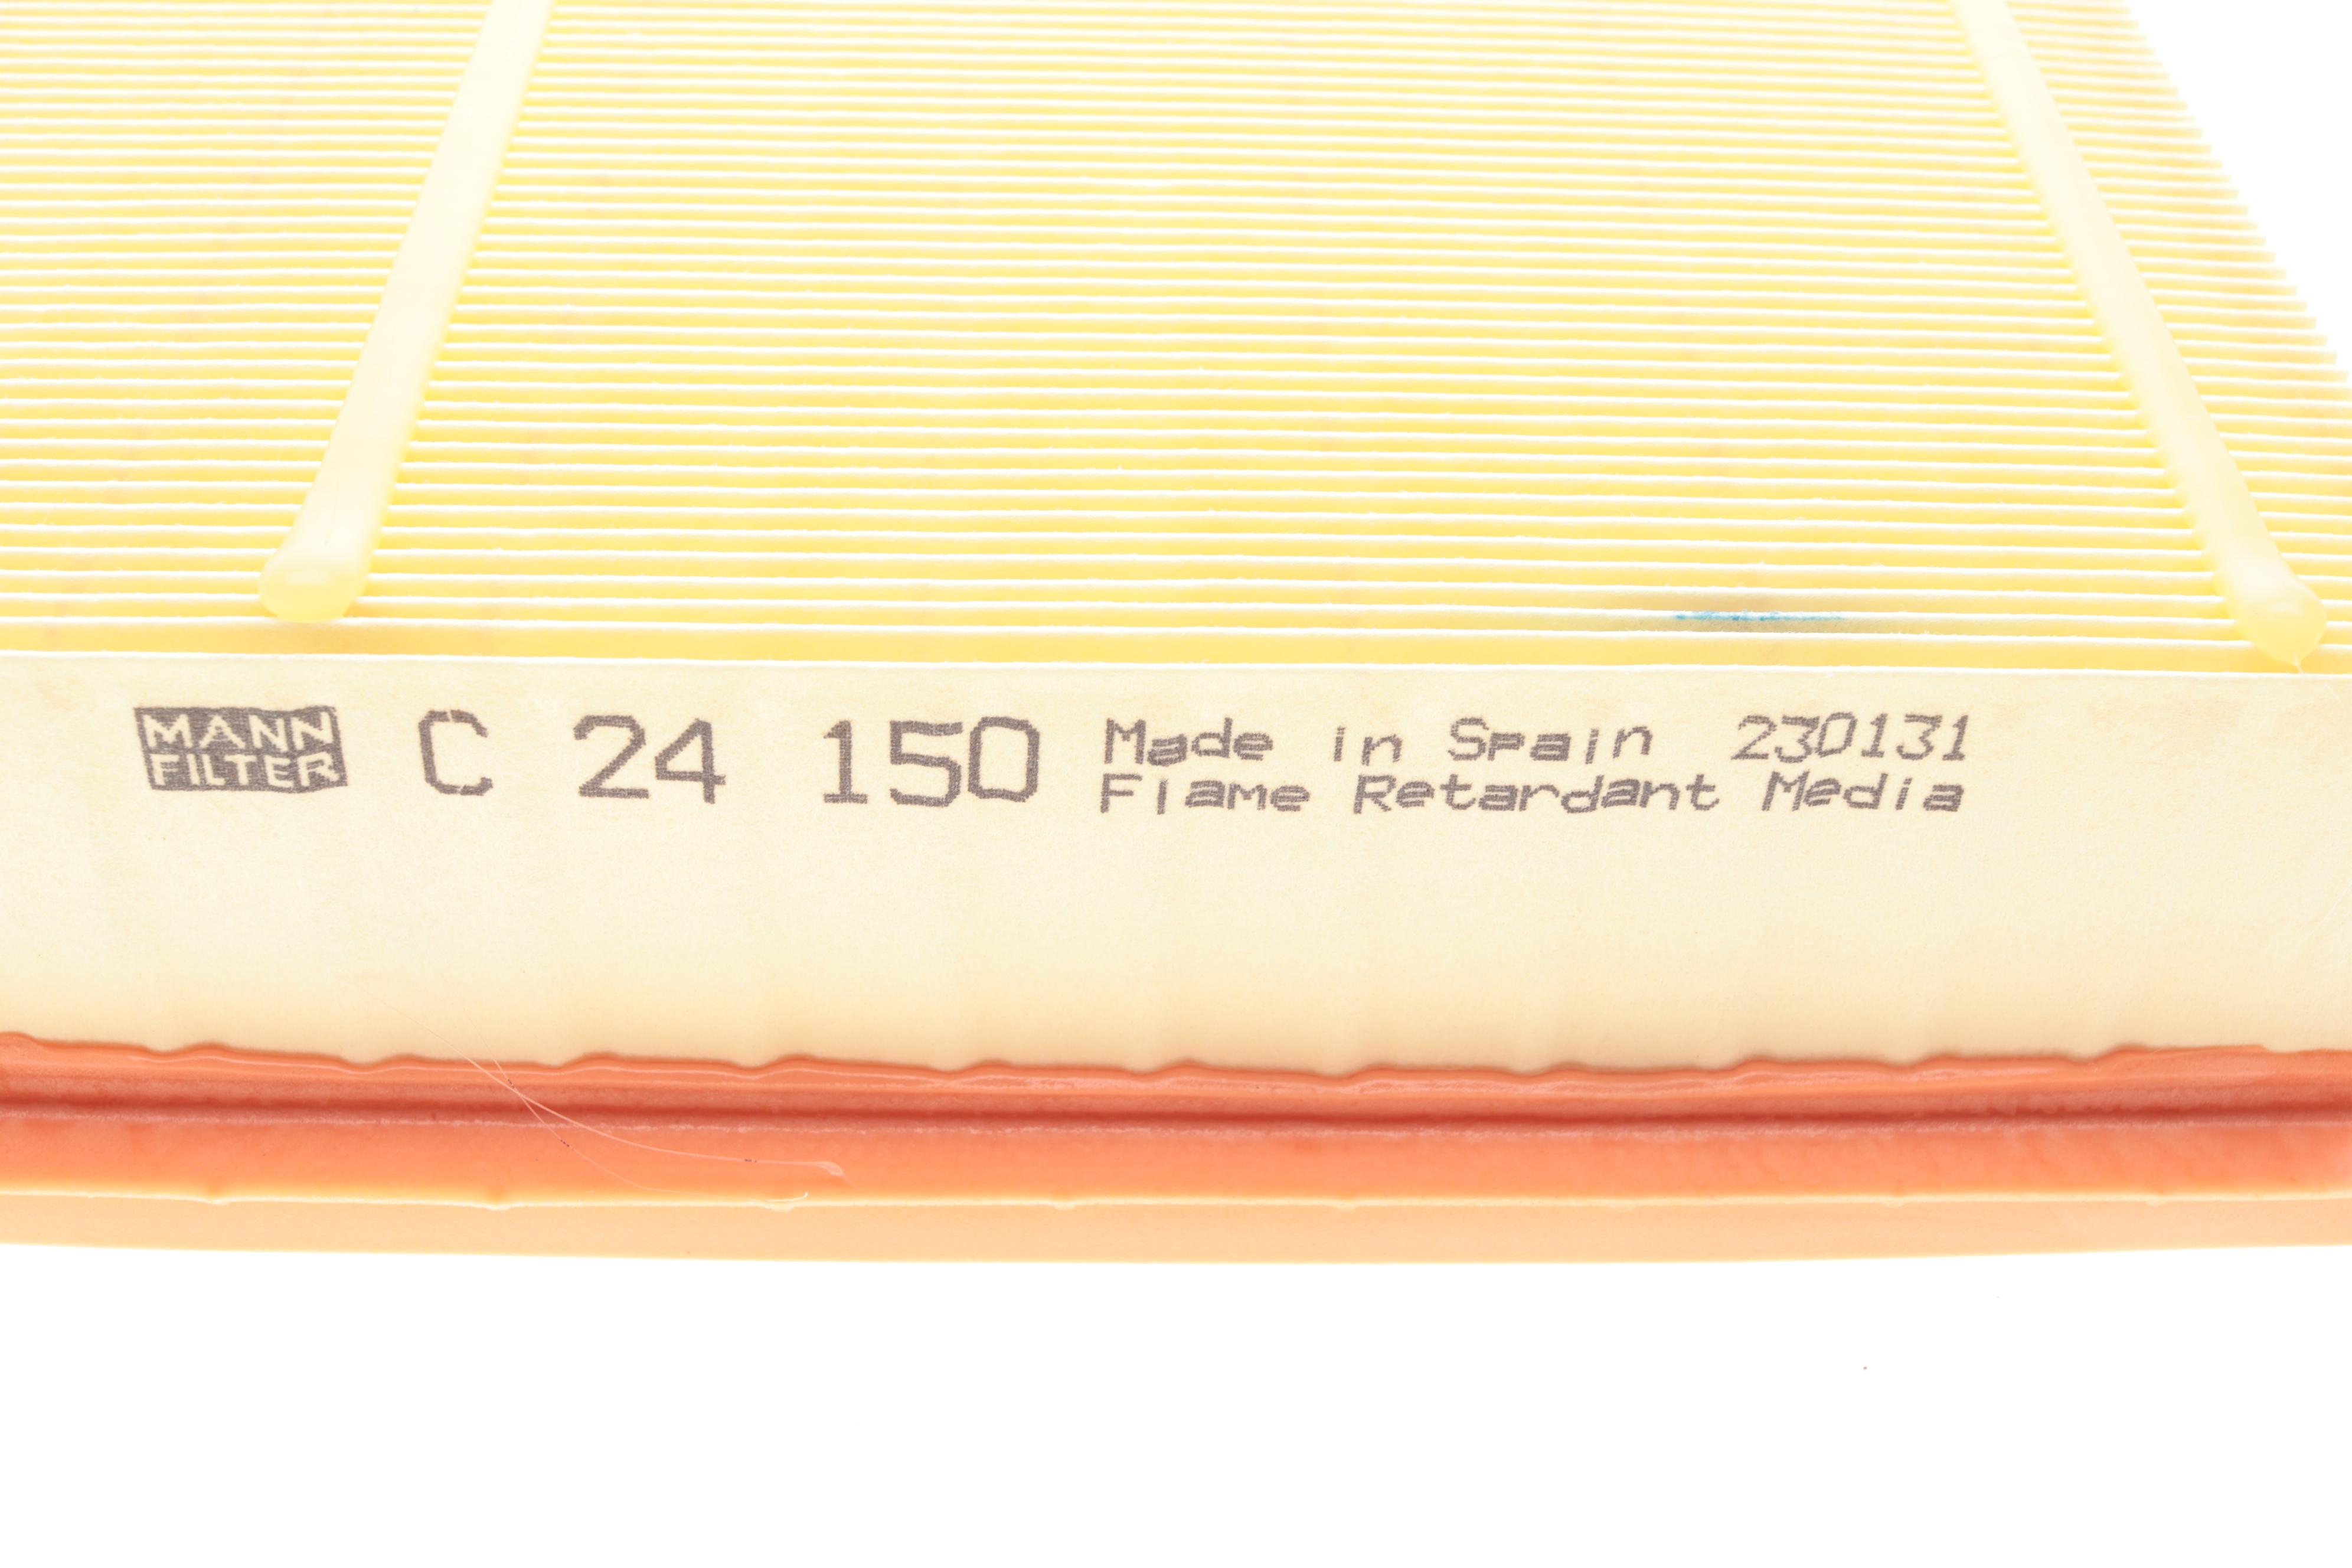 MANN
FILTER
C 24 150
Made in Spain 230131
Flame Retardant Media